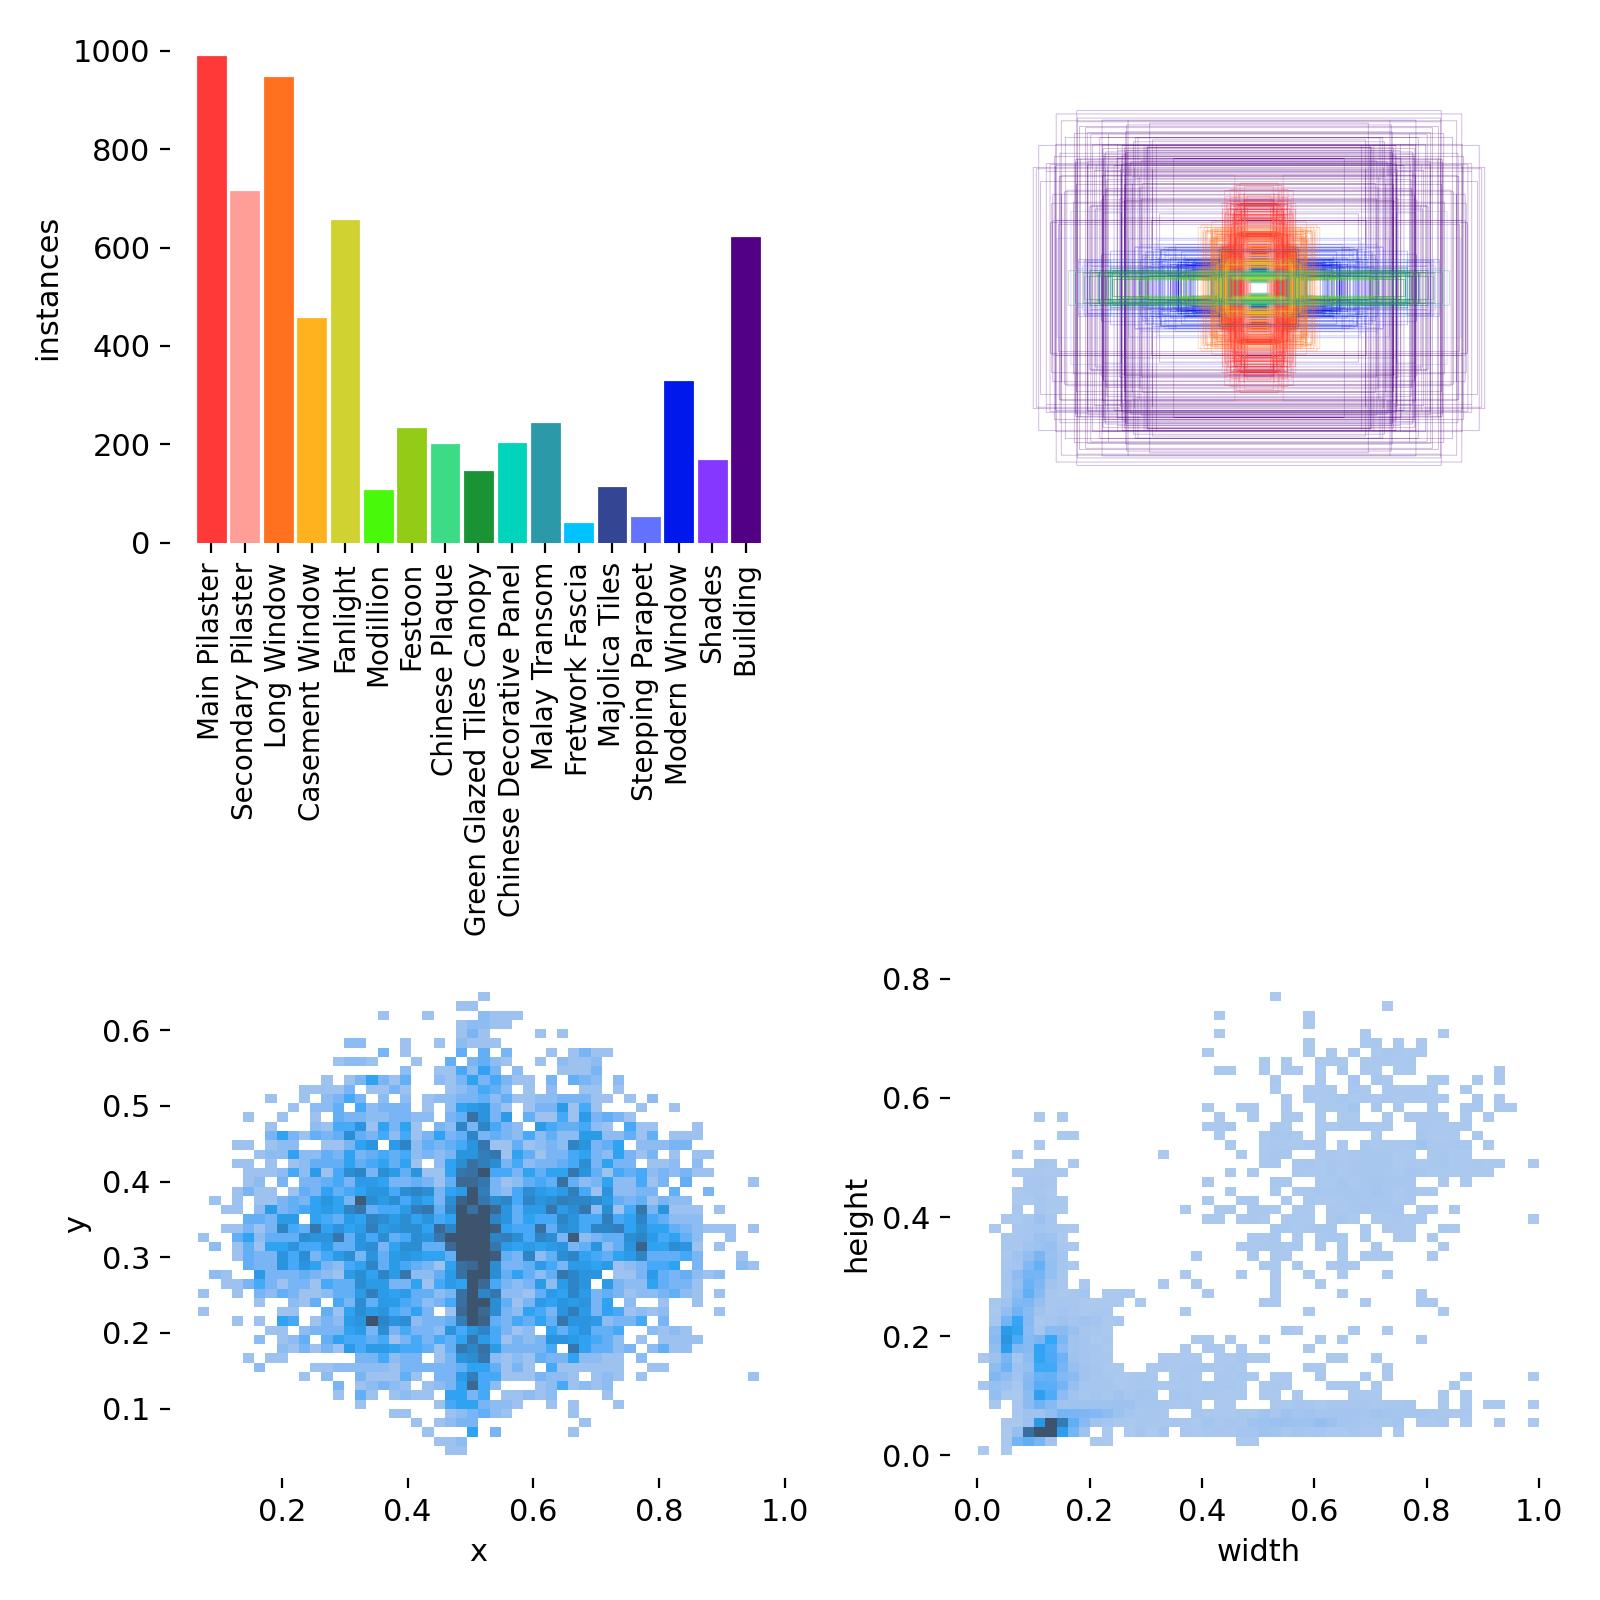 1000
800
600
400
200
0
instances
Main Pilaster
Secondary Pilaster
Long Window
Casement Window
Fanlight
Modillion
Festoon
Chinese Plaque
Green Glazed Tiles Canopy
Chinese Decorative Panel
Malay Transom
Fretwork Fascia
Majolica Tiles
Stepping Parapet
Modern Window
Shades
Building
0.6
0.5
0.4
0.3
0.2
0.1
y
0.2 0.4 0.6 0.8 1.0
x
0.8
0.6
0.4
0.2
0.0
height
0.0 0.2 0.4 0.6 0.8 1.0
width